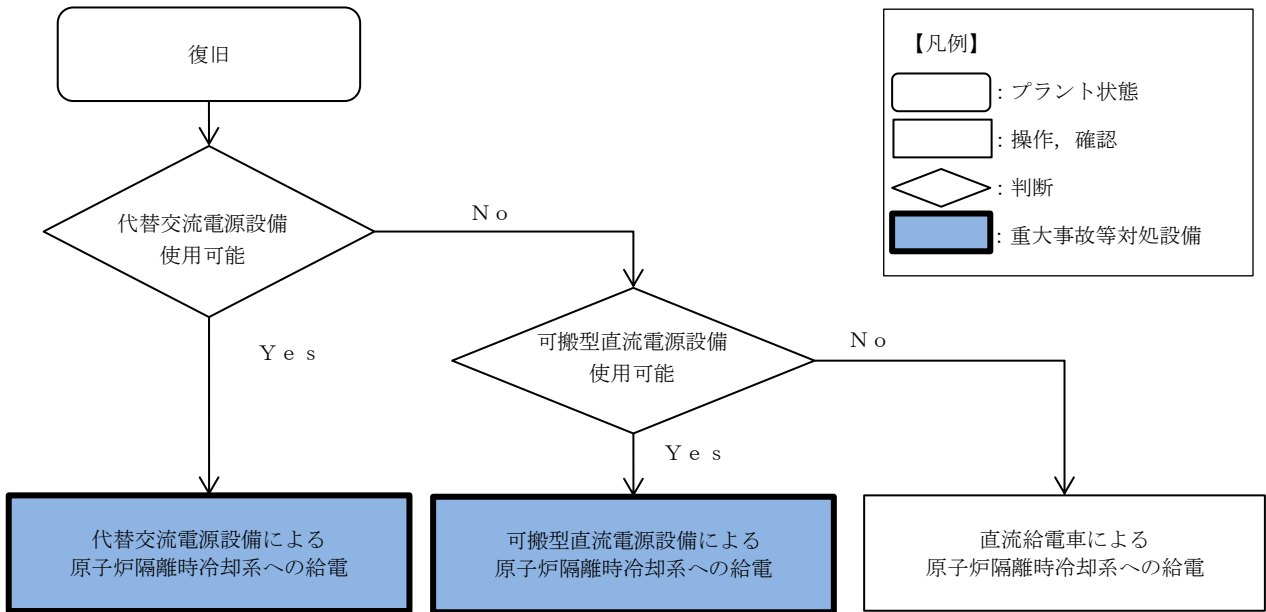 復旧
代替交流電源設備
使用可能
No
Yes
可搬型直流電源設備
使用可能
No
Yes
代替交流電源設備による
原子炉隔離時冷却系への給電
可搬型直流電源設備による
原子炉隔離時冷却系への給電
直流給電車による
原子炉隔離時冷却系への給電
【凡例】
：プラント状態
：操作，確認
：判断
：重大事故等対処設備